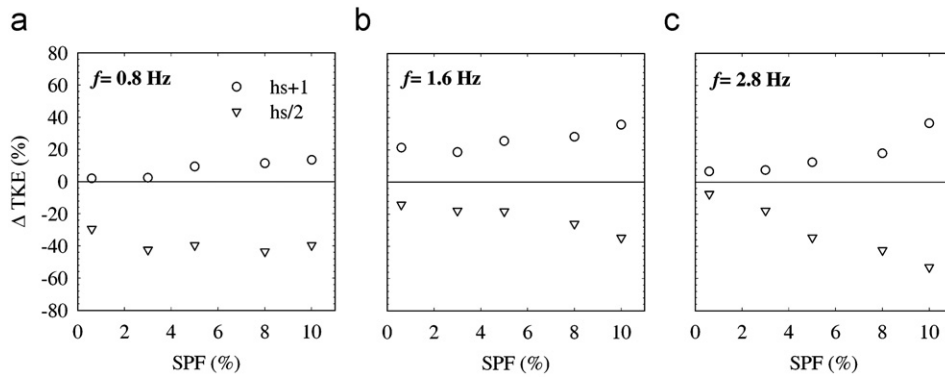 a
b
c
80
60
40
20
0
-20
-40
-60
-80
Δ TKE (%)
f= 0.8 Hz
hs+1
hs/2
f= 1.6 Hz
f= 2.8 Hz
0 2 4 6 8 10
0 2 4 6 8 10
0 2 4 6 8 10
SPF (%)
SPF (%)
SPF (%)